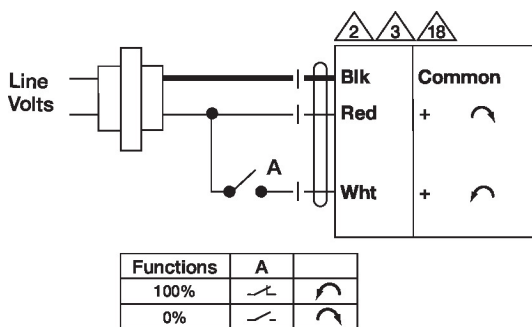 2 3 18
Line
Volts
Blk Common
Red +
A
Wht +
Functions A
100%
0%